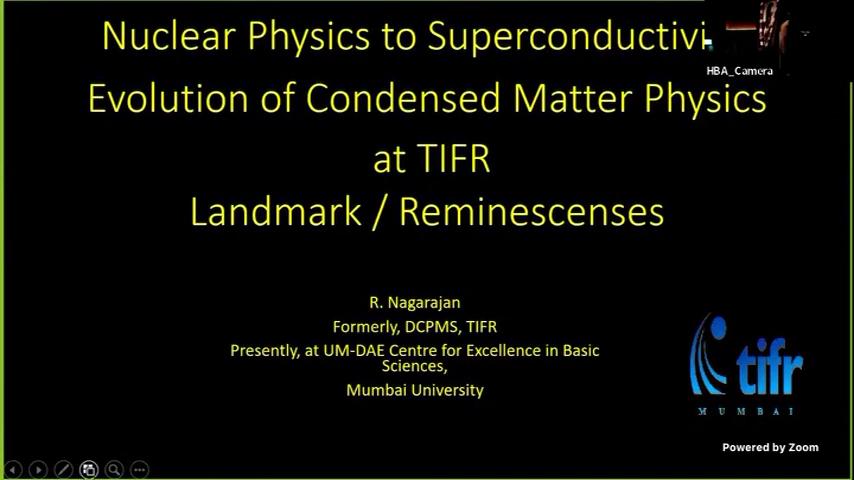 Nuclear Physics to Superconductivi
HBA_Camera
Evolution of Condensed Matter Physics
at TIFR
Landmark / Reminescenses
R. Nagarajan
Formerly, DCPMS, TIFR
Presently, at UM-DAE Centre for Excellence in Basic
Sciences,
Mumbai University
tifr
MUMBAI
Powered by Zoom